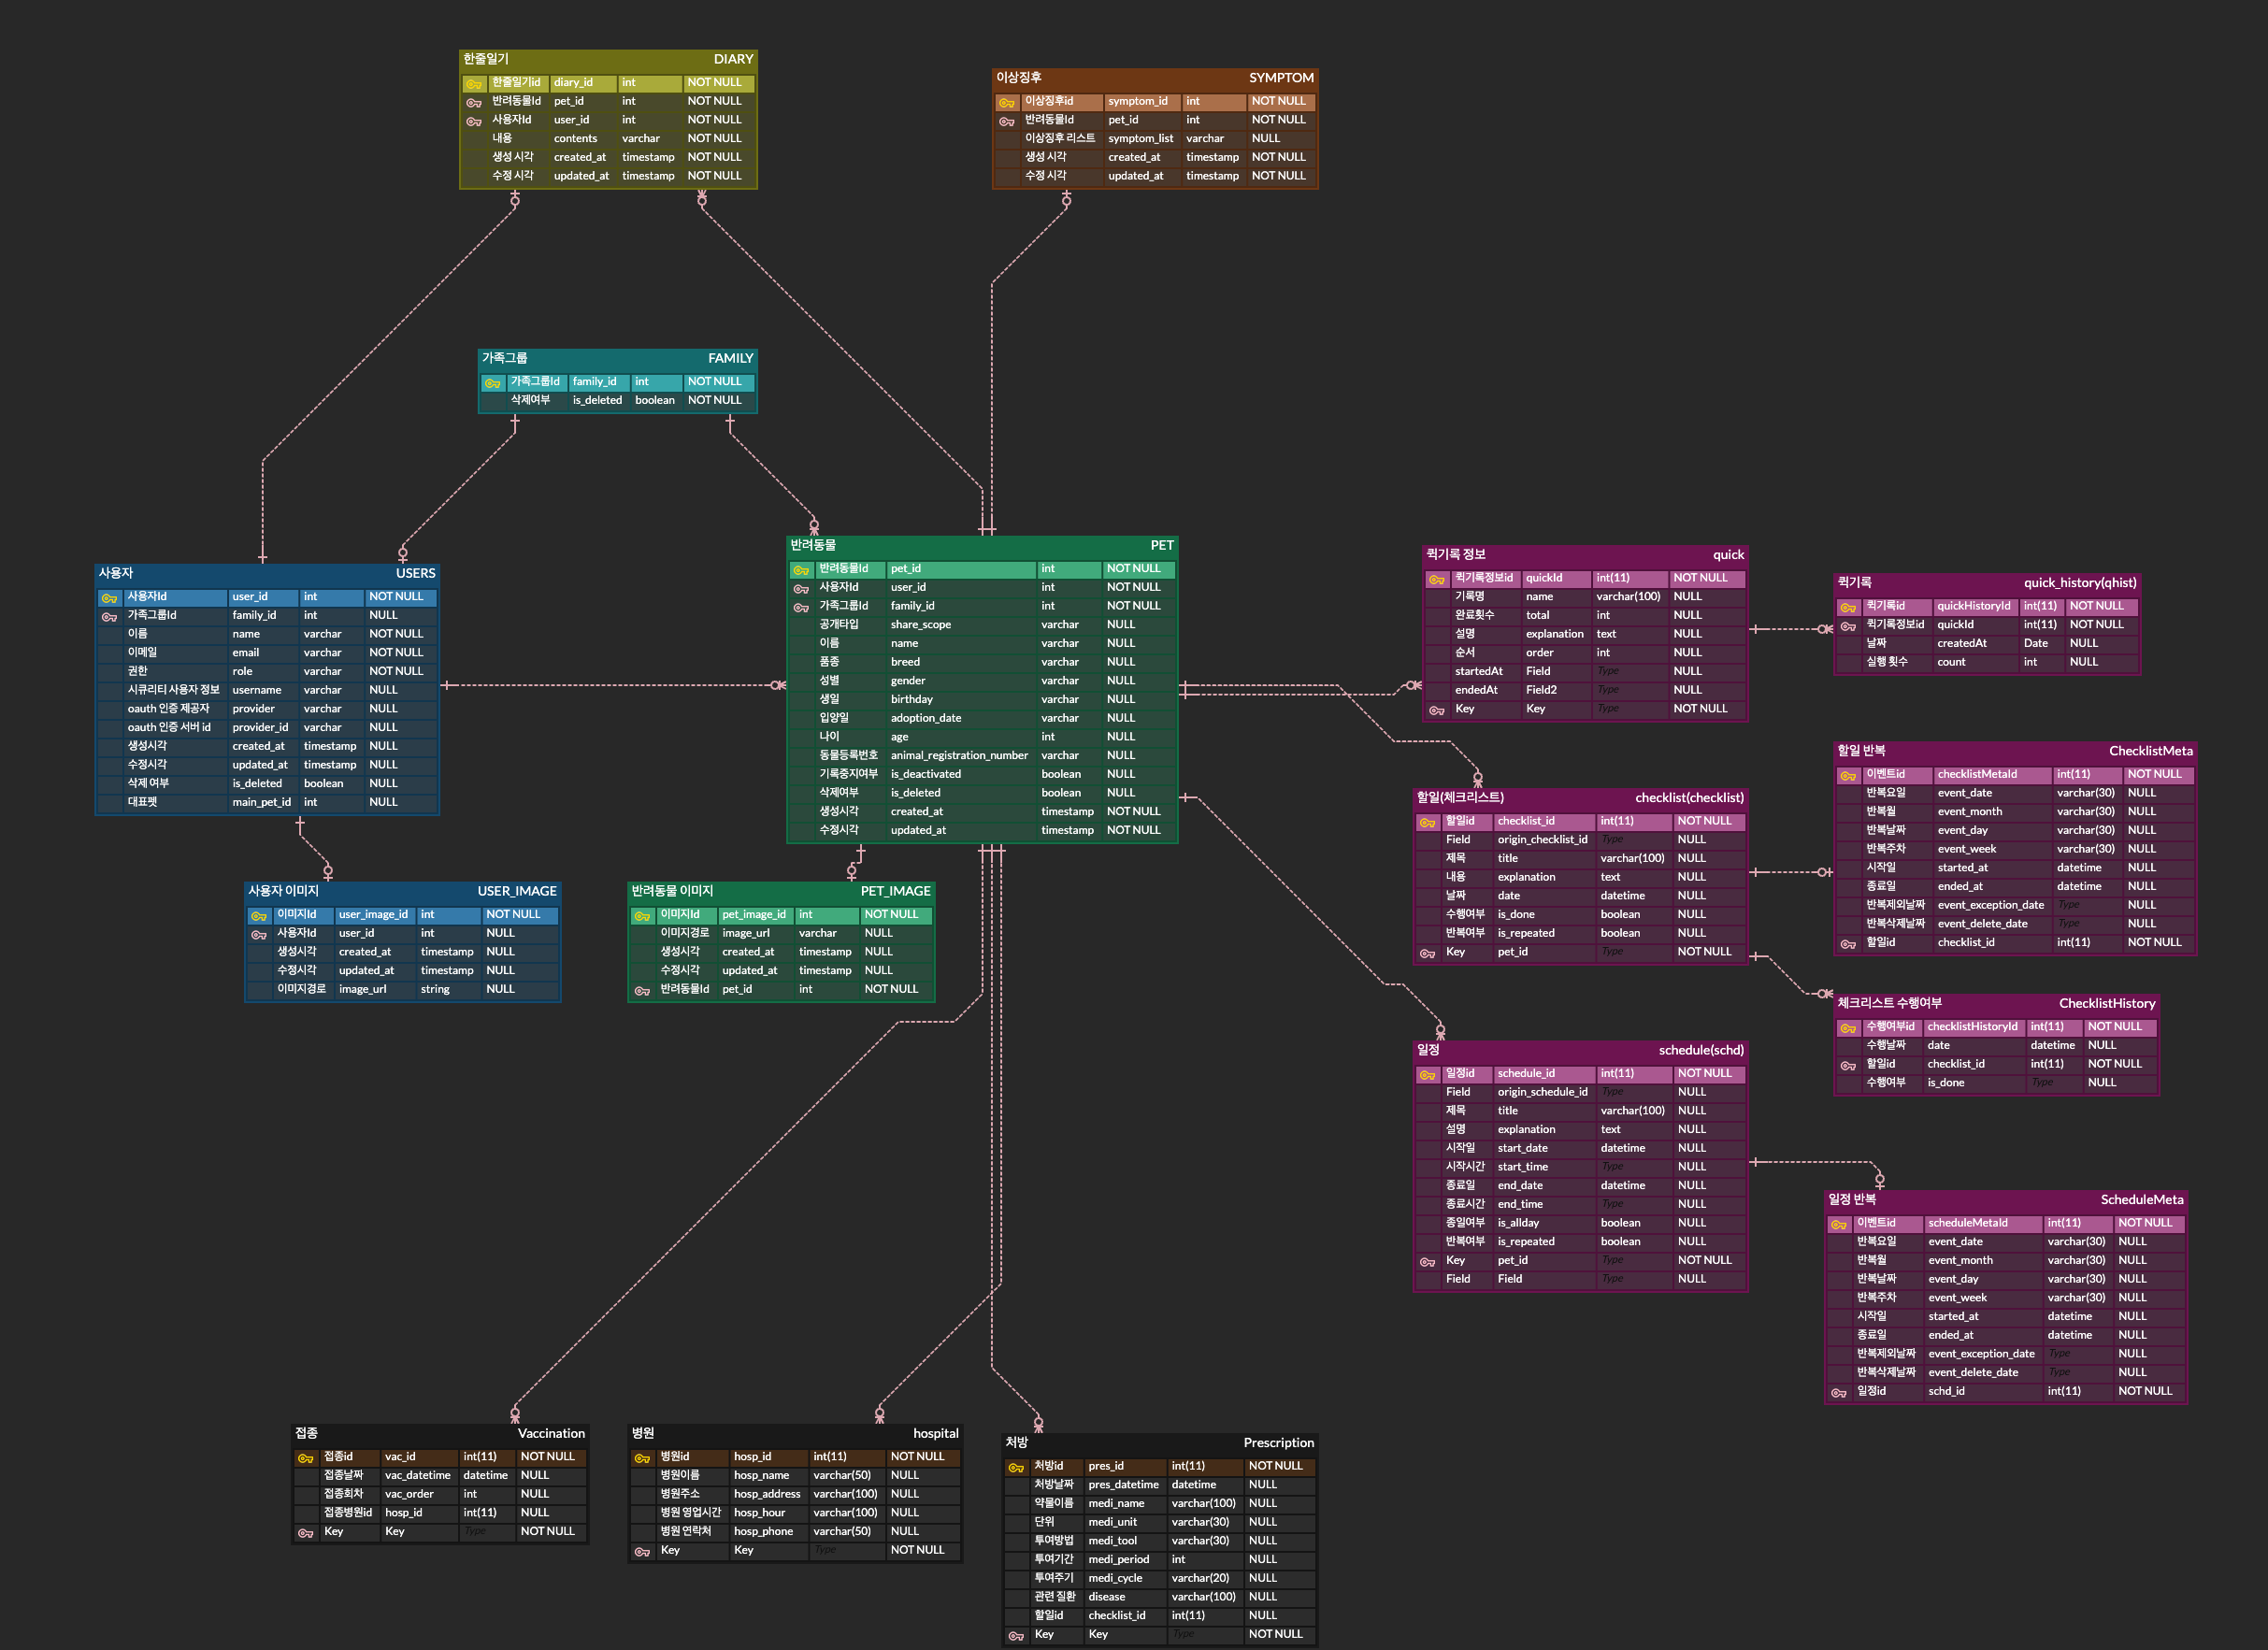 한줄일기 DIARY
한줄일기id diary_id int NOT NULL
반려동물Id pet_id int NOT NULL
사용자Id user_id int NOT NULL
내용 contents varchar NOT NULL
생성 시각 created_at timestamp NOT NULL
수정 시각 updated_at timestamp NOT NULL
이상징후 SYMPTOM
이상징후id symptom_id int NOT NULL
반려동물Id pet_id int NOT NULL
이상징후 리스트 symptom_list varchar NULL
생성 시각 created_at timestamp NOT NULL
수정 시각 updated_at timestamp NOT NULL
가족그룹 FAMILY
가족그룹Id family_id int NOT NULL
삭제여부 is_deleted boolean NOT NULL
사용자 USERS
사용자Id user_id int NOT NULL
가족그룹Id family_id int NULL
이름 name varchar NOT NULL
이메일 email varchar NOT NULL
권한 role varchar NOT NULL
시큐리티 사용자 정보 username varchar NULL
oauth 인증 제공자 provider varchar NULL
oauth 인증 서버 id provider_id varchar NULL
생성시각 created_at timestamp NULL
수정시각 updated_at timestamp NULL
삭제 여부 is_deleted boolean NULL
대표펫 main_pet_id int NULL
반려동물 PET
반려동물Id pet_id int NOT NULL
사용자Id user_id int NOT NULL
가족그룹Id family_id int NOT NULL
공개타입 share_scope varchar NULL
이름 name varchar NULL
품종 breed varchar NULL
성별 gender varchar NULL
생일 birthday varchar NULL
입양일 adoption_date varchar NULL
나이 age int NULL
동물등록번호 animal_registration_number varchar NULL
기록중지여부 is_deactivated boolean NULL
삭제여부 is_deleted boolean NULL
생성시각 created_at timestamp NOT NULL
수정시각 updated_at timestamp NOT NULL
퀵기록 정보 quick
퀵기록정보id quickId int(11) NOT NULL
기록명 name varchar(100) NULL
완료횟수 total int NULL
설명 explanation text NULL
순서 order int NULL
startedAt Field Type NULL
endedAt Field2 Type NULL
Key Key Type NOT NULL
퀵기록 quick_history(qhist)
퀵기록id quickHistoryId int(11) NOT NULL
퀵기록정보id quickId int(11) NOT NULL
날짜 createdAt Date NULL
실행 횟수 count int NULL
할일(체크리스트) checklist(checklist)
할일id checklist_id int(11) NOT NULL
Field origin_checklist_id Type NULL
제목 title varchar(100) NULL
내용 explanation text NULL
날짜 date datetime NULL
수행여부 is_done boolean NULL
반복여부 is_repeated boolean NULL
Key pet_id Type NOT NULL
할일 반복 ChecklistMeta
이벤트id checklistMetaId int(11) NOT NULL
반복요일 event_date varchar(30) NULL
반복월 event_month varchar(30) NULL
반복날짜 event_day varchar(30) NULL
반복주차 event_week varchar(30) NULL
시작일 started_at datetime NULL
종료일 ended_at datetime NULL
반복제외날짜 event_exception_date Type NULL
반복삭제날짜 event_delete_date Type NULL
할일id checklist_id int(11) NOT NULL
사용자 이미지 USER_IMAGE
이미지Id user_image_id int NOT NULL
사용자Id user_id int NULL
생성시각 created_at timestamp NULL
수정시각 updated_at timestamp NULL
이미지경로 image_url string NULL
반려동물 이미지 PET_IMAGE
이미지Id pet_image_id int NOT NULL
이미지경로 image_url varchar NULL
생성시각 created_at timestamp NULL
수정시각 updated_at timestamp NULL
반려동물Id pet_id int NOT NULL
체크리스트 수행여부 ChecklistHistory
수행여부id checklistHistoryId int(11) NOT NULL
수행날짜 date datetime NULL
할일id checklist_id int(11) NOT NULL
수행여부 is_done Type NULL
일정 schedule(schd)
일정id schedule_id int(11) NOT NULL
Field origin_schedule_id Type NULL
제목 title varchar(100) NULL
설명 explanation text NULL
시작일 start_date datetime NULL
시작시간 start_time Type NULL
종료일 end_date datetime NULL
종료시간 end_time Type NULL
종일여부 is_allday boolean NULL
반복여부 is_repeated boolean NULL
Key pet_id Type NOT NULL
Field Field Type NULL
일정 반복 ScheduleMeta
이벤트id scheduleMetaId int(11) NOT NULL
반복요일 event_date varchar(30) NULL
반복월 event_month varchar(30) NULL
반복날짜 event_day varchar(30) NULL
반복주차 event_week varchar(30) NULL
시작일 started_at datetime NULL
종료일 ended_at datetime NULL
반복제외날짜 event_exception_date Type NULL
반복삭제날짜 event_delete_date Type NULL
일정id schd_id int(11) NOT NULL
접종 Vaccination
접종id vac_id int(11) NOT NULL
접종날짜 vac_datetime datetime NULL
접종회차 vac_order int NULL
접종병원id hosp_id int(11) NULL
Key Key Type NOT NULL
병원 hospital
병원id hosp_id int(11) NOT NULL
병원이름 hosp_name varchar(50) NULL
병원주소 hosp_address varchar(100) NULL
병원 영업시간 hosp_hour varchar(100) NULL
병원 연락처 hosp_phone varchar(50) NULL
Key Key Type NOT NULL
처방 Prescription
처방id pres_id int(11) NOT NULL
처방날짜 pres_datetime datetime NULL
약물이름 medi_name varchar(100) NULL
단위 medi_unit varchar(30) NULL
투여방법 medi_tool varchar(30) NULL
투여기간 medi_period int NULL
투여주기 medi_cycle varchar(20) NULL
관련 질환 disease varchar(100) NULL
할일id checklist_id int(11) NULL
Key Key Type NOT NULL